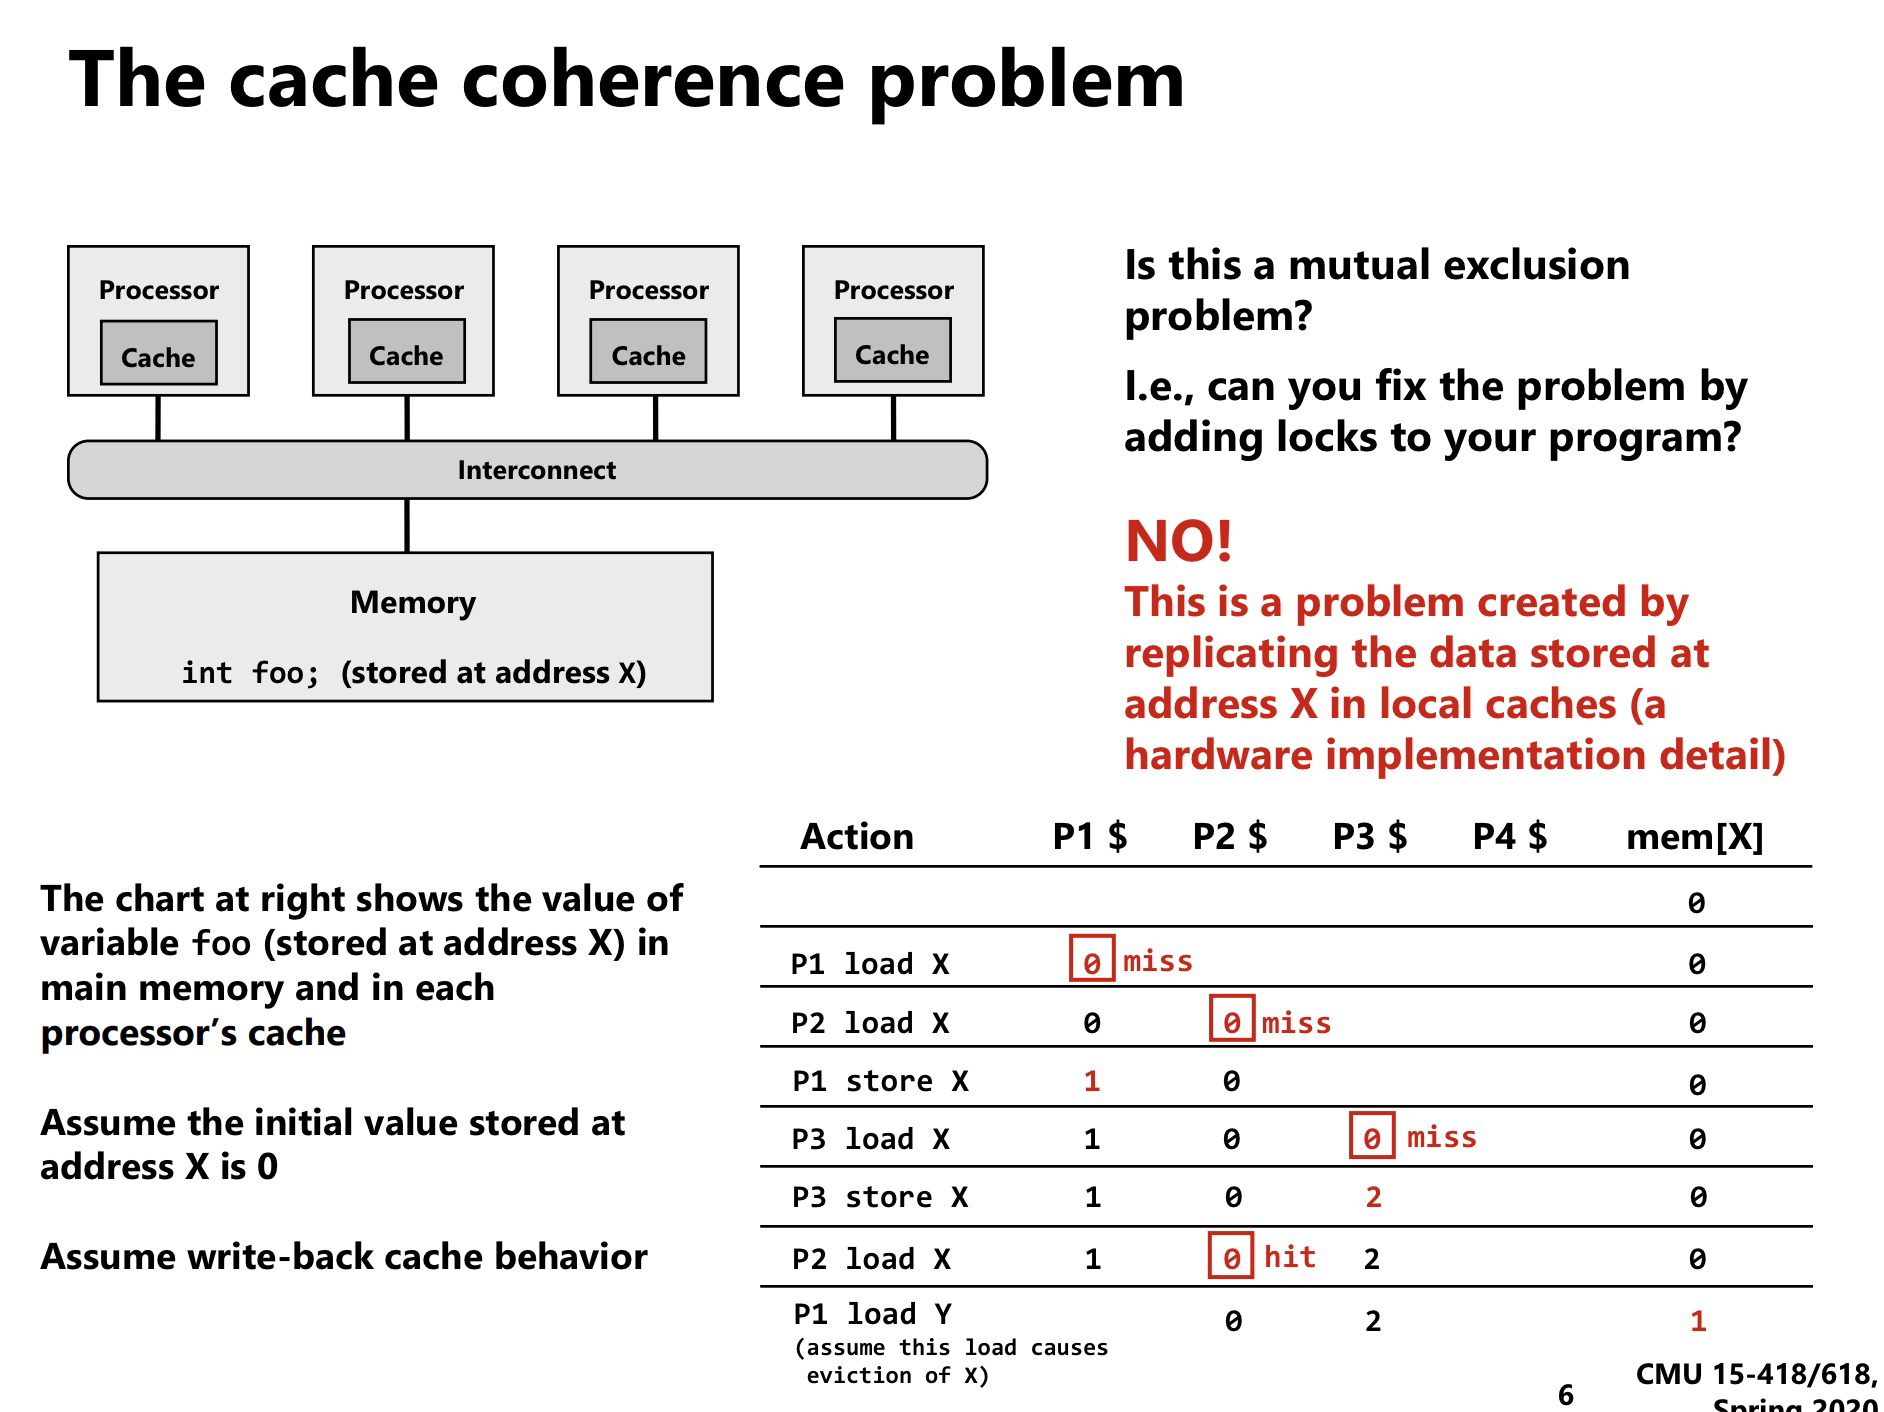 The cache coherence problem
Processor
Cache
Processor
Cache
Processor
Cache
Processor
Cache
Interconnect
Memory
int foo; (stored at address X)
Is this a mutual exclusion
problem?
I.e., can you fix the problem by
adding locks to your program?
NO!
This is a problem created by
replicating the data stored at
address X in local caches (a
hardware implementation detail)
The chart at right shows the value of
variable foo (stored at address X) in
main memory and in each
processor’s cache
Assume the initial value stored at
address X is 0
Assume write-back cache behavior
Action P1 $ P2 $ P3 $ P4 $ mem[X]
0
P1 load X 0 miss 0
P2 load X 0 0 miss 0
P1 store X 1 0 0
P3 load X 1 0 0 miss 0
P3 store X 1 0 2 0
P2 load X 1 0 hit 2 0
P1 load Y 0 2 1
(assume this load causes
eviction of X)
6
CMU 15-418/618,
Spring 2020